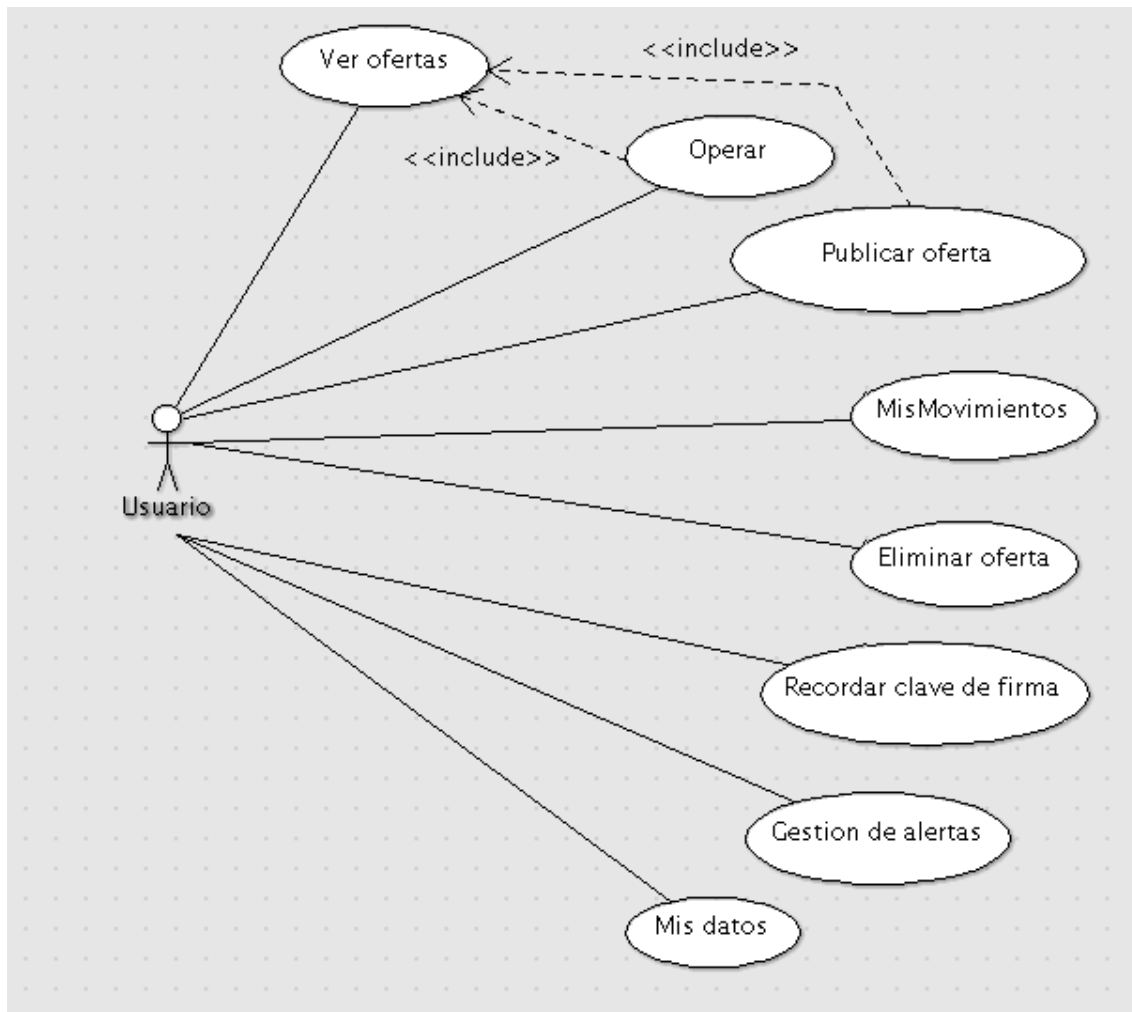 Ver ofertas
<<include>>
Operar
<<include>>
Publicar oferta
MisMovimientos
Usuario
Eliminar oferta
Recordar clave de firma
Gestion de alertas
Mis datos